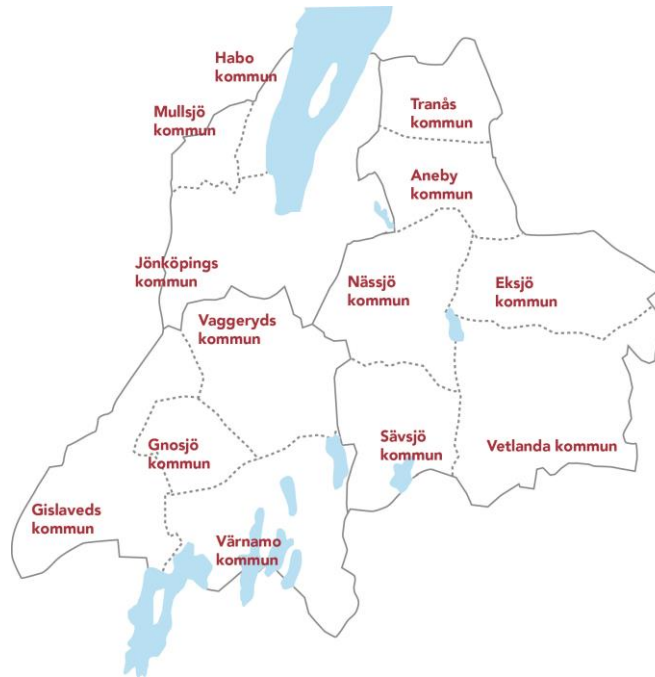 Habo
kommun
Tranås
kommun
Mullsjö
kommun
Aneby
kommun
Jönköpings
kommun
Nässjö
kommun
Eksjö
kommun
Vaggeryds
kommun
Gnosjö
kommun
Sävsjö
kommun
Vetlanda kommun
Gislaveds
kommun
Värnamo
kommun